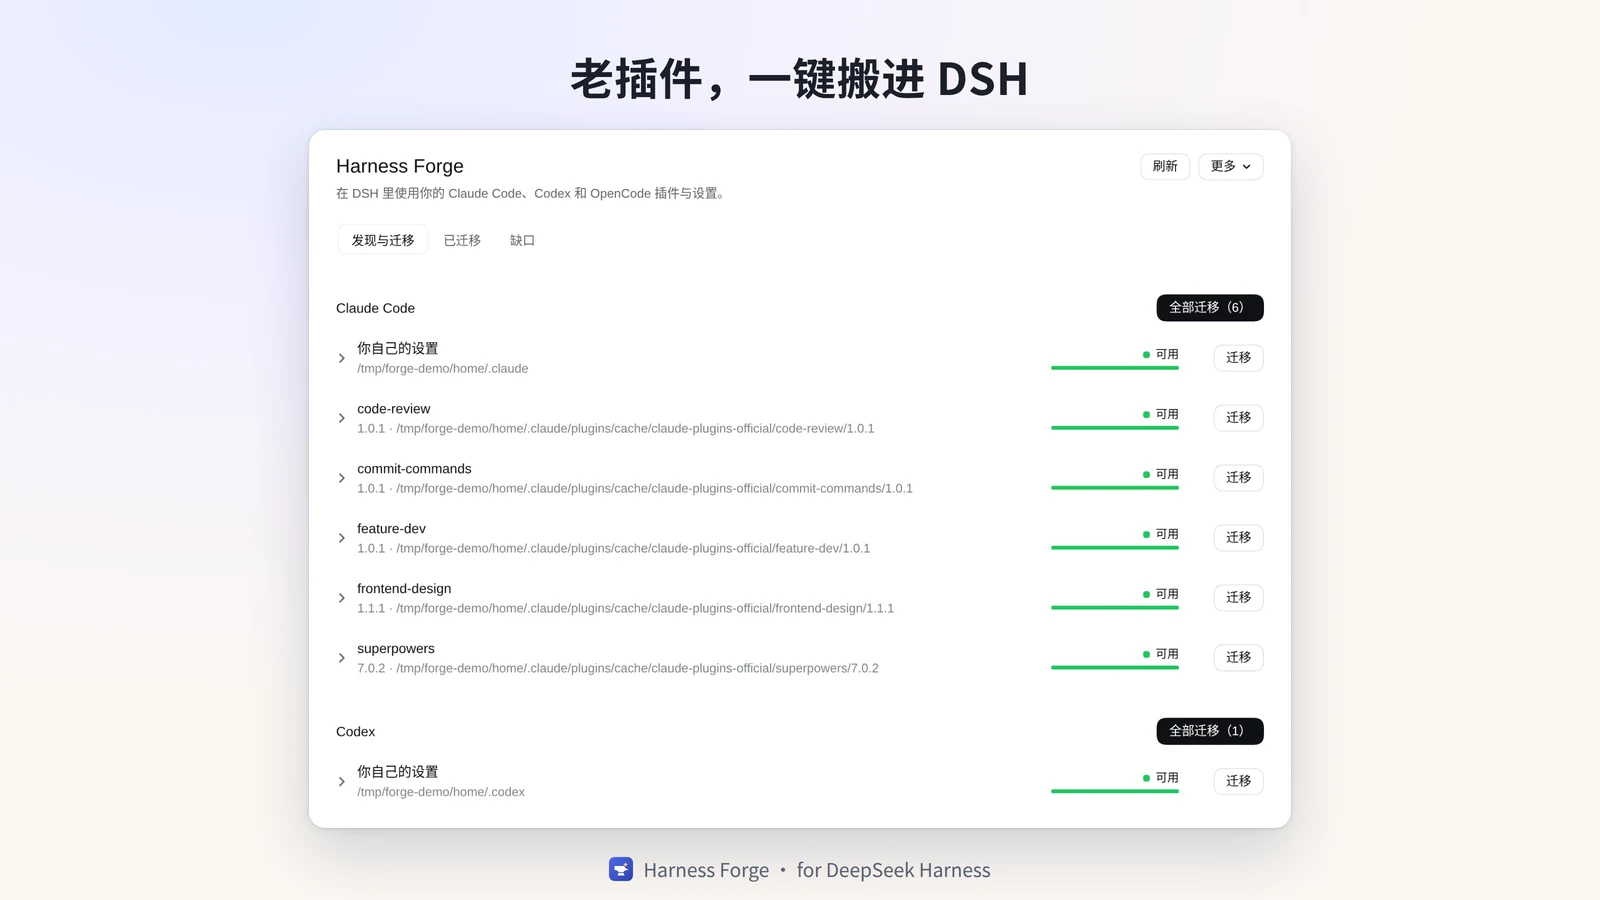 老插件，一键搬进 DSH
Harness Forge
刷新
更多
在 DSH 里使用你的 Claude Code、Codex 和 OpenCode 插件与设置。
发现与迁移
已迁移
缺口
Claude Code
全部迁移（6）
你自己的设置
/tmp/forge-demo/home/.claude
可用
迁移
code-review
1.0.1 · /tmp/forge-demo/home/.claude/plugins/cache/claude-plugins-official/code-review/1.0.1
可用
迁移
commit-commands
1.0.1 · /tmp/forge-demo/home/.claude/plugins/cache/claude-plugins-official/commit-commands/1.0.1
可用
迁移
feature-dev
1.0.1 · /tmp/forge-demo/home/.claude/plugins/cache/claude-plugins-official/feature-dev/1.0.1
可用
迁移
frontend-design
1.1.1 · /tmp/forge-demo/home/.claude/plugins/cache/claude-plugins-official/frontend-design/1.1.1
可用
迁移
superpowers
7.0.2 · /tmp/forge-demo/home/.claude/plugins/cache/claude-plugins-official/superpowers/7.0.2
可用
迁移
Codex
全部迁移（1）
你自己的设置
/tmp/forge-demo/home/.codex
可用
迁移
Harness Forge · for DeepSeek Harness